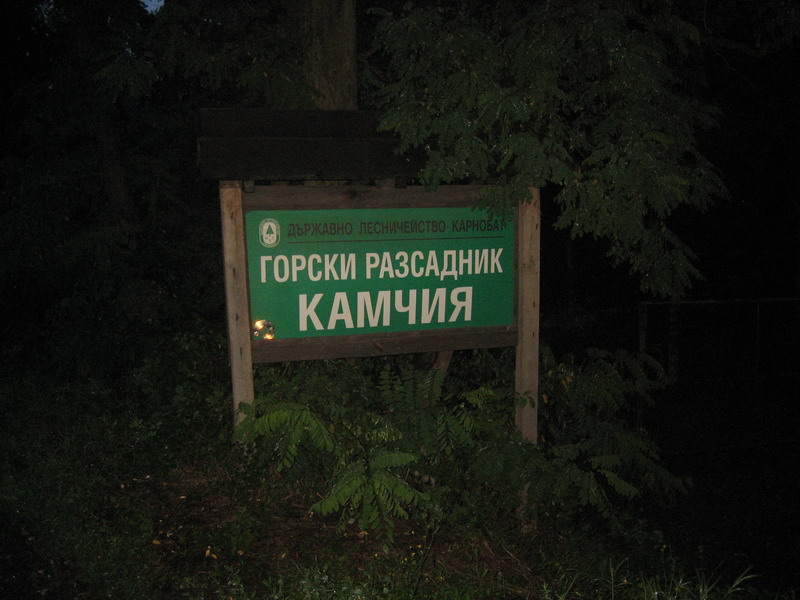 ДЪРЖАВНО ЛЕСНИЧЕЙСТВО КАРНОБАТ
ГОРСКИ РАЗСАДНИК
КАМЧИЯ